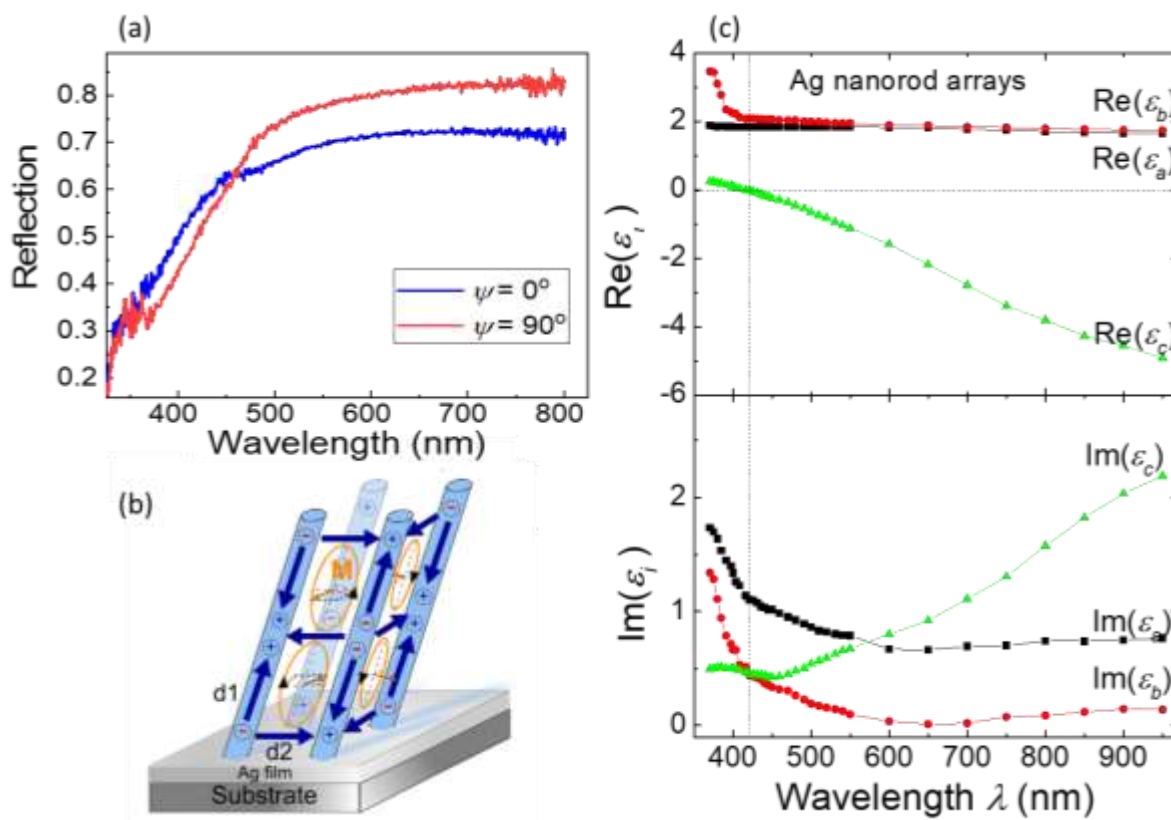 (a)
0.8
0.7
0.6
0.5
0.4
0.3
0.2
Reflection
ψ = 0°
ψ = 90°
400 500 600 700 800
Wavelength (nm)
(b)
M
d1
d2
Ag film
Substrate
(c)
4
2
0
-2
-4
-6
Re(εᵢ)
Ag nanorod arrays
Re(ε_b)
Re(ε_a)
Re(ε_c)
2
1
0
Im(εᵢ)
Im(ε_c)
Im(ε_a)
Im(ε_b)
400 500 600 700 800 900
Wavelength λ (nm)